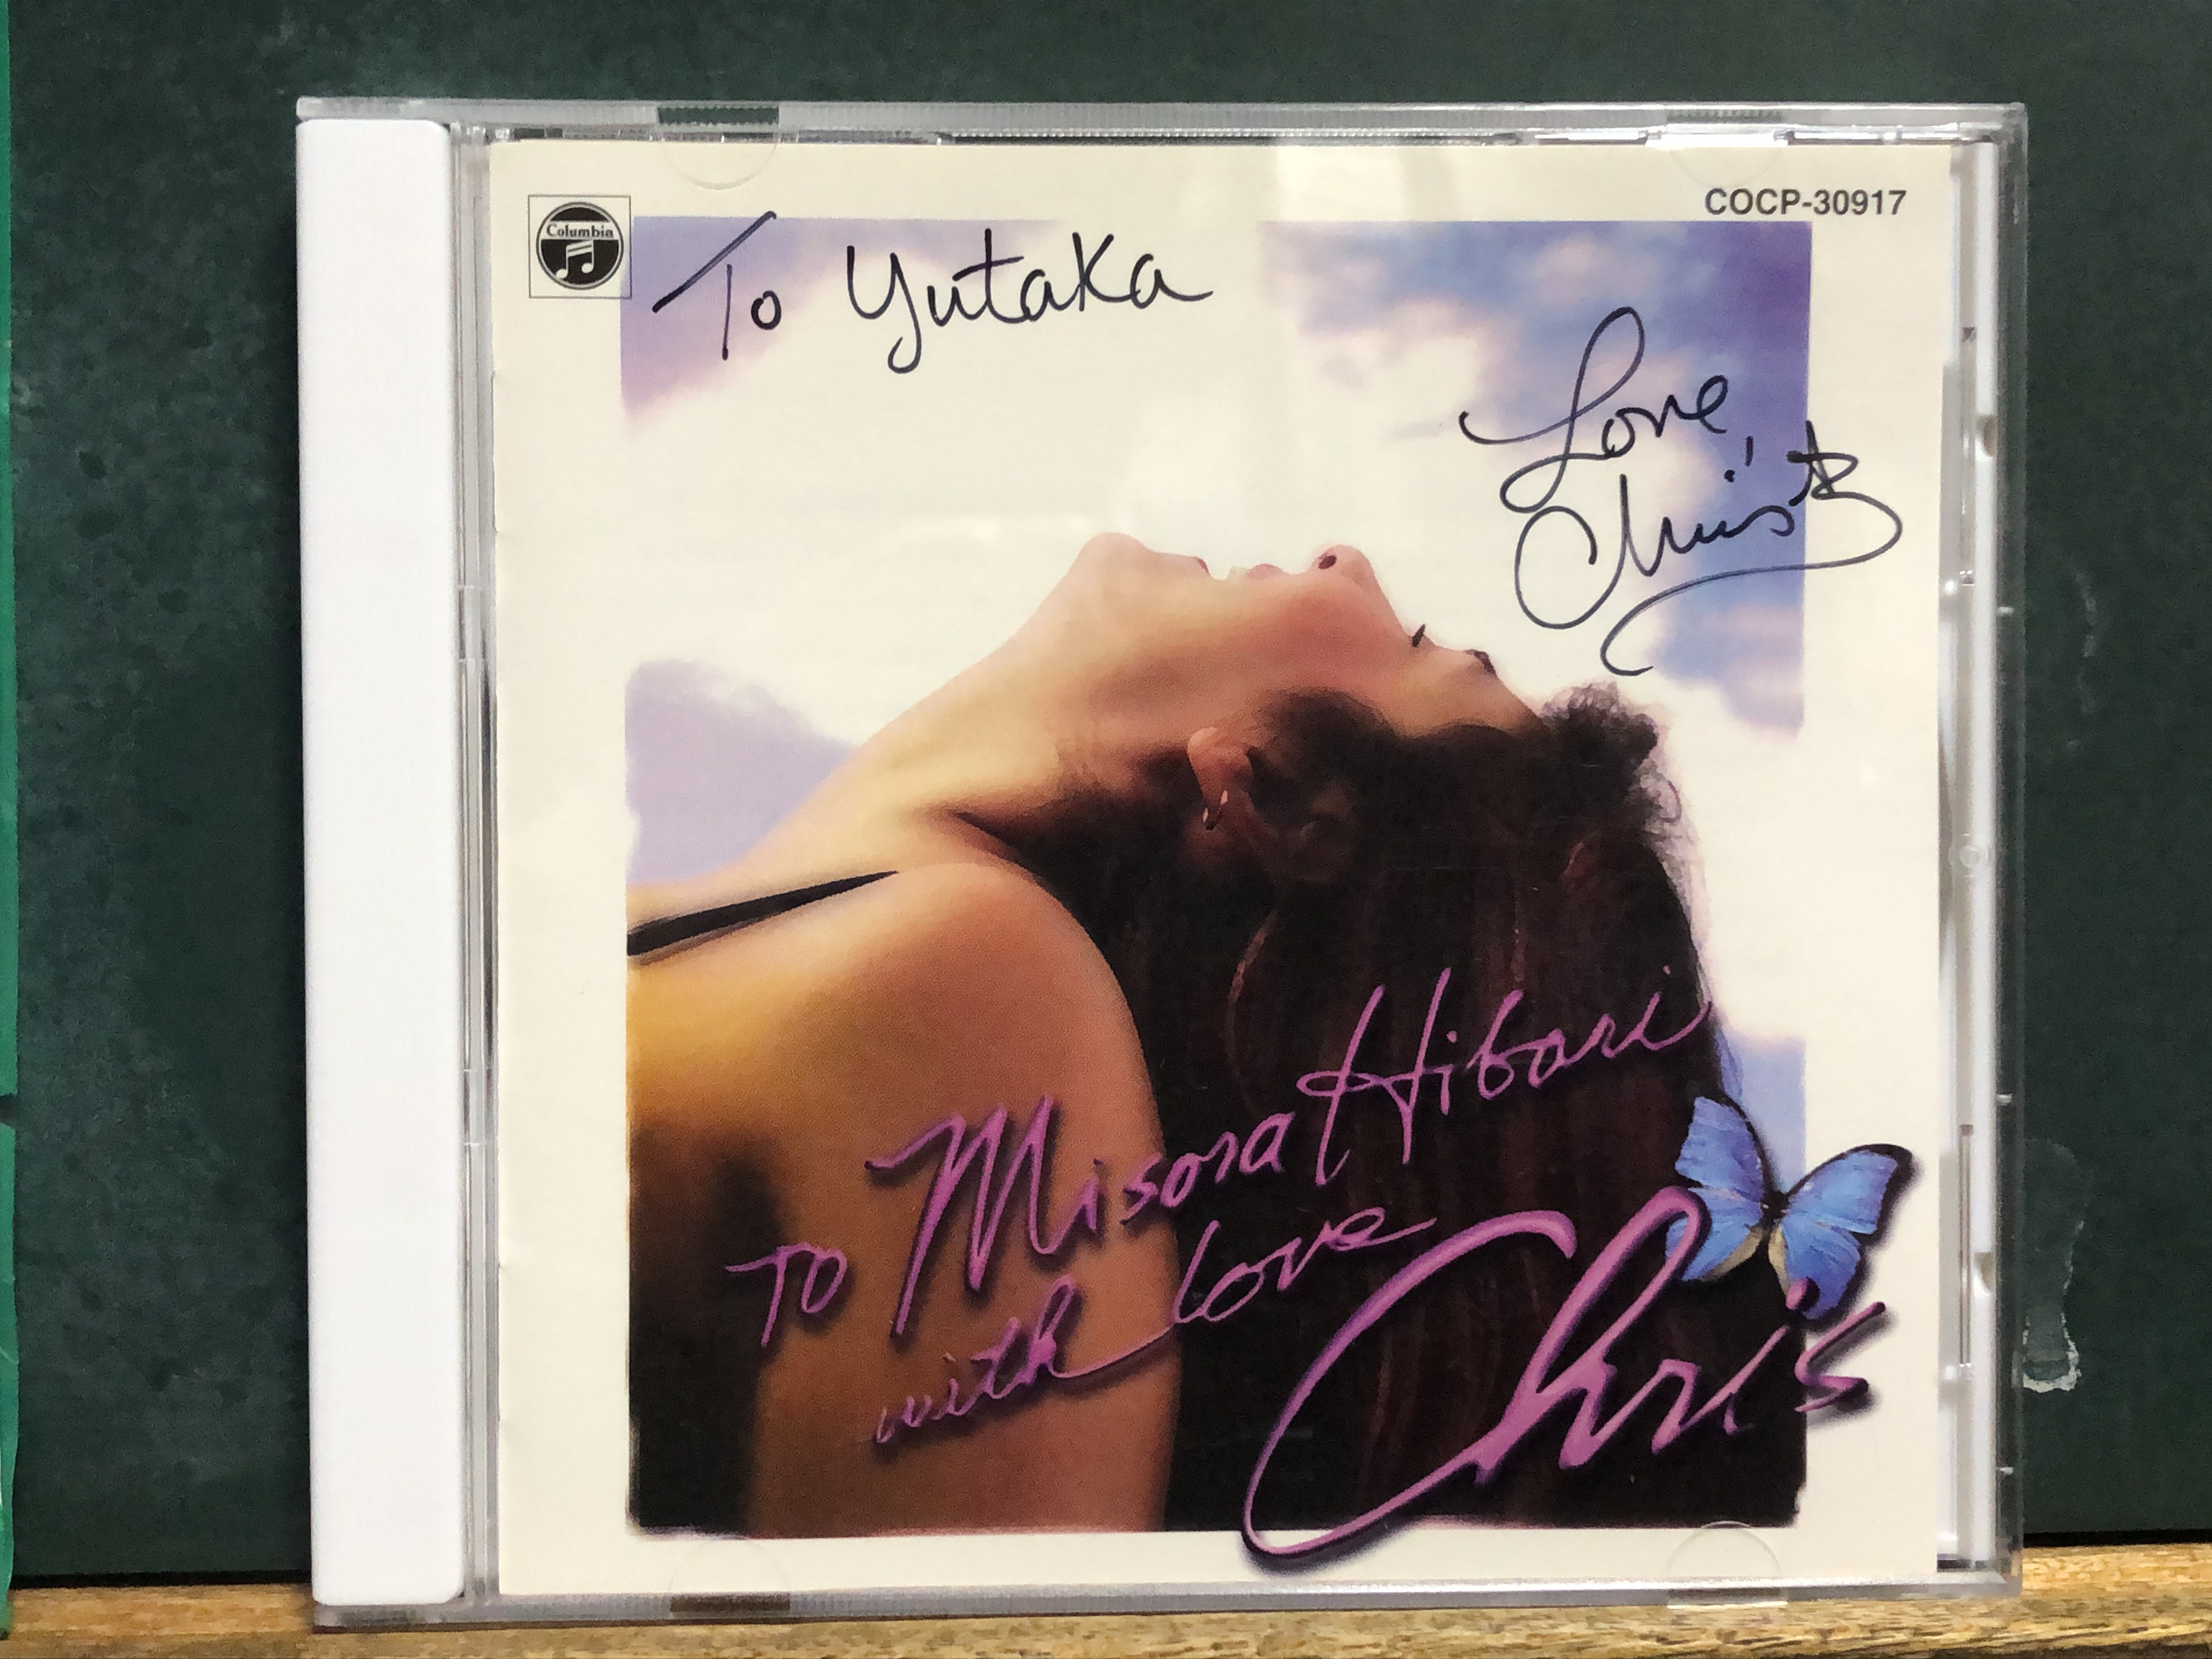 COCP-30917
Columbia
To Yutaka
Love,
Chris
To Misora Hibari
with Love
Chris